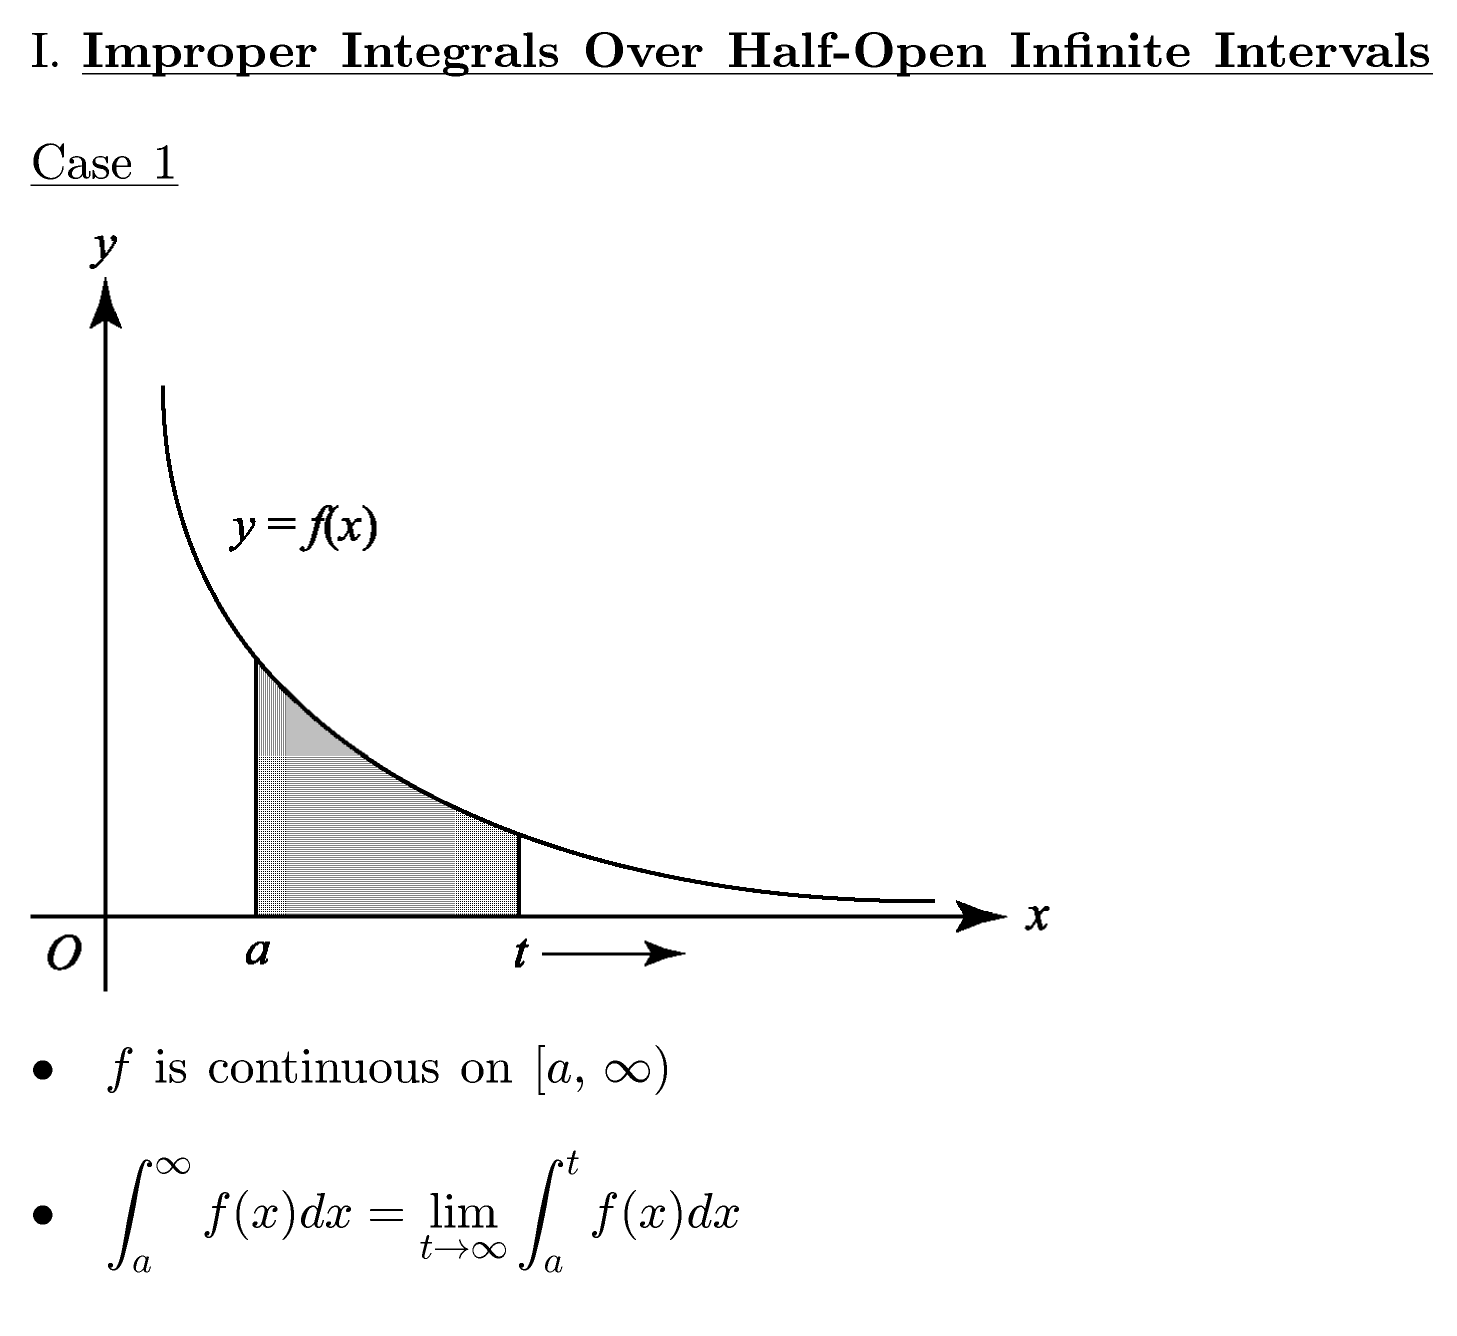 I. Improper Integrals Over Half-Open Infinite Intervals
Case 1
y
y = f(x)
x
O a t
• f is continuous on [a, ∞)
• ∫_a^∞ f(x)dx = lim_{t→∞} ∫_a^t f(x)dx